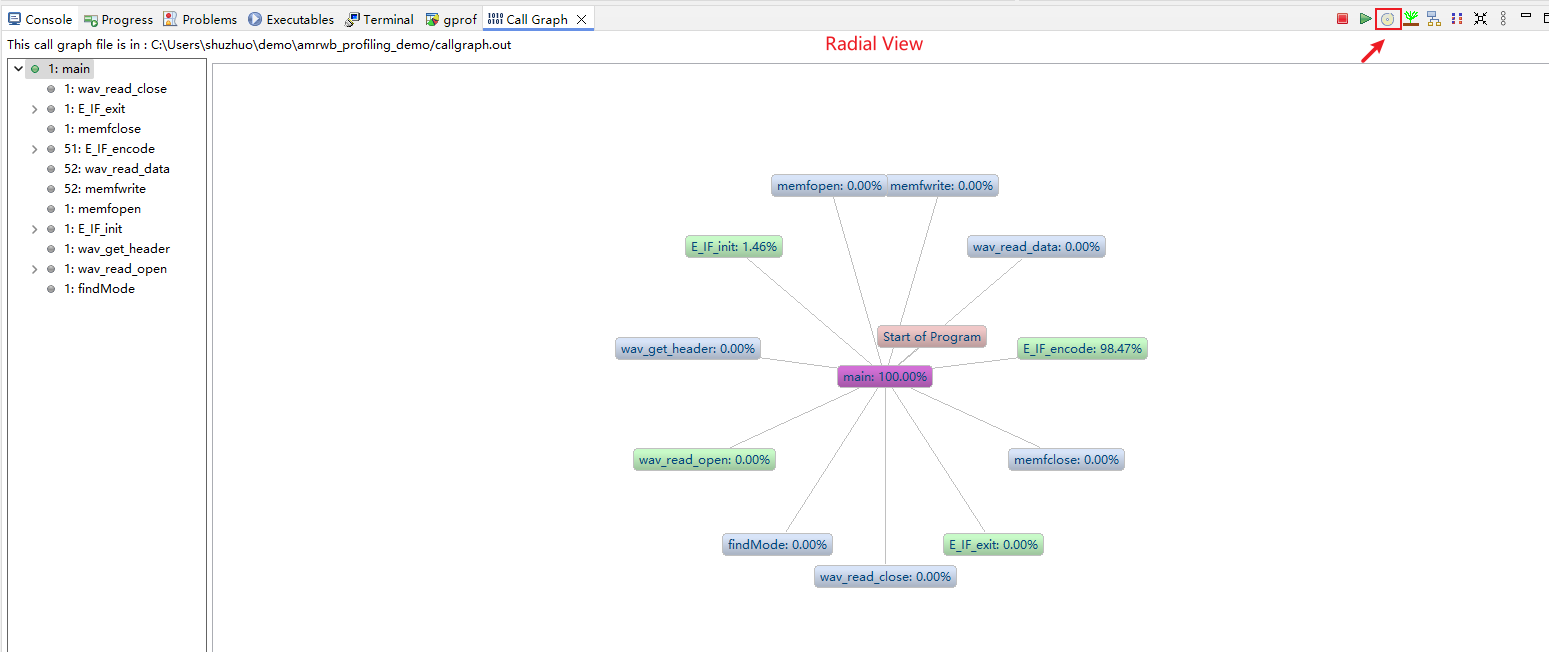 Console Progress Problems Executables Terminal gprof Call Graph
This call graph file is in : C:\Users\shuzhuo\demo\amrwb_profiling_demo/callgraph.out
Radial View
1: main
1: wav_read_close
1: E_IF_exit
1: memfclose
51: E_IF_encode
52: wav_read_data
52: memfwrite
1: memfopen
1: E_IF_init
1: wav_get_header
1: wav_read_open
1: findMode
memfopen: 0.00% memfwrite: 0.00%
E_IF_init: 1.46% wav_read_data: 0.00%
Start of Program
wav_get_header: 0.00% E_IF_encode: 98.47%
main: 100.00%
wav_read_open: 0.00% memfclose: 0.00%
findMode: 0.00% E_IF_exit: 0.00%
wav_read_close: 0.00%